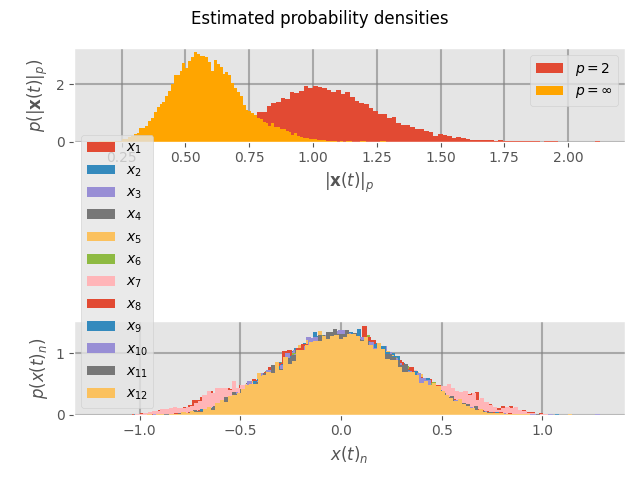 Estimated probability densities
p(|x(t)|p)
2
0
p = 2
p = ∞
0.25 0.50 0.75 1.00 1.25 1.50 1.75 2.00
|x(t)|p
x1
x2
x3
x4
x5
x6
x7
x8
x9
x10
x11
x12
p(x(t)n)
1
0
−1.0 −0.5 0.0 0.5 1.0
x(t)n